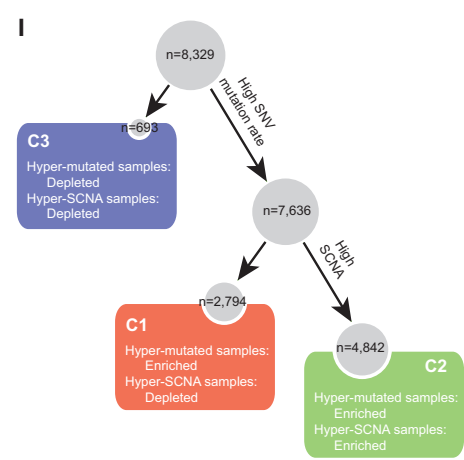 I
n=8,329
High SNV
mutation rate
n=693
C3
Hyper-mutated samples:
Depleted
Hyper-SCNA samples:
Depleted
n=7,636
High
SCNA
n=2,794
C1
Hyper-mutated samples:
Enriched
Hyper-SCNA samples:
Depleted
n=4,842
C2
Hyper-mutated samples:
Enriched
Hyper-SCNA samples:
Enriched